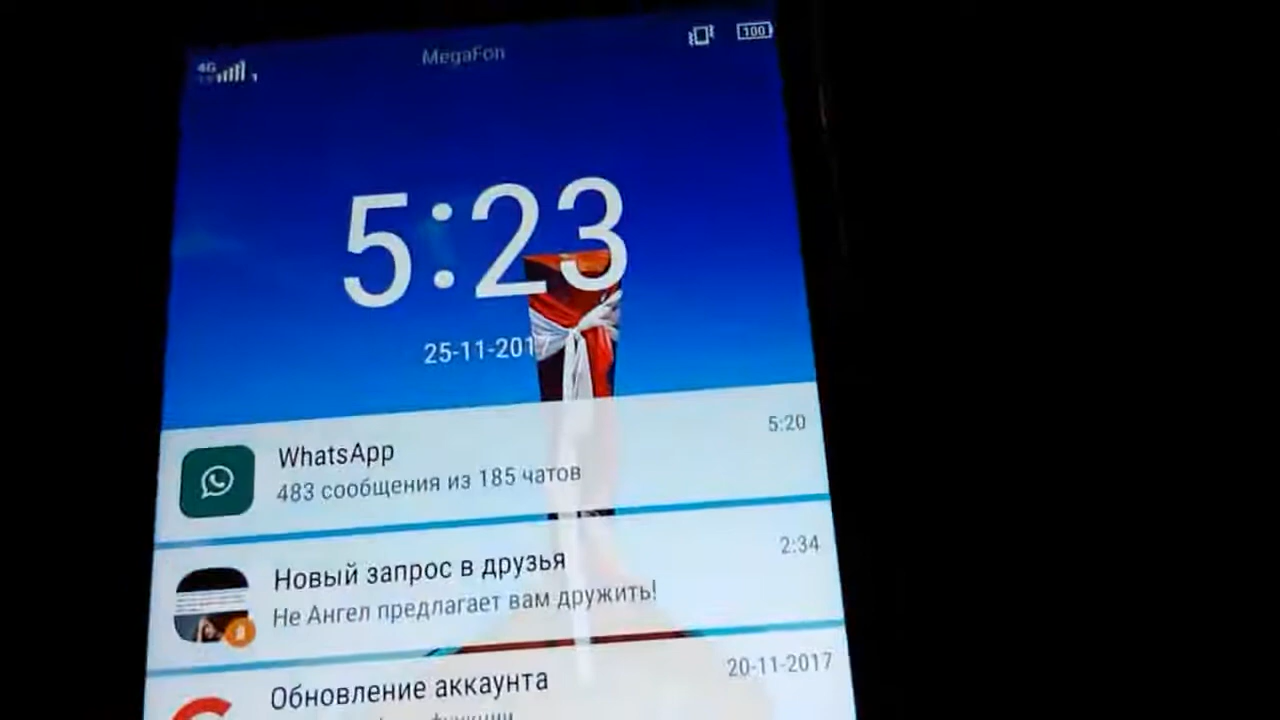 4G
MegaFon
100
5:23
25-11-2017
WhatsApp
5:20
483 сообщения из 185 чатов
Новый запрос в друзья
2:34
Не Ангел предлагает вам дружить!
Обновление аккаунта
20-11-2017